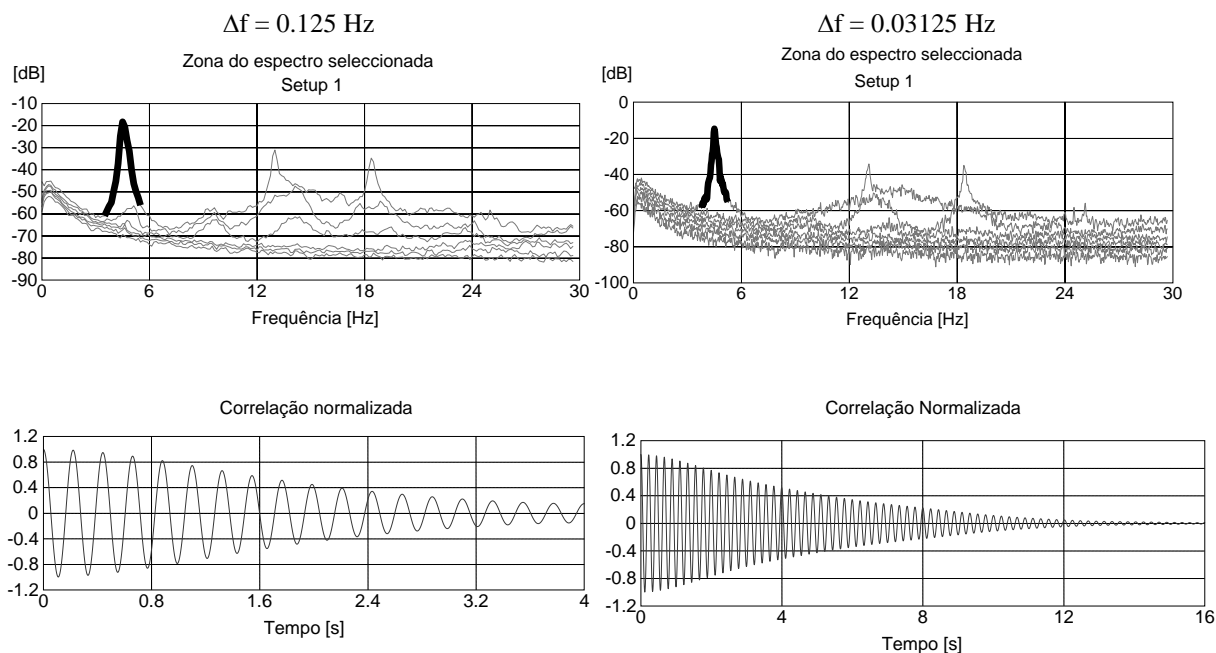 Δf = 0.125 Hz
Zona do espectro seleccionada
[dB]
Setup 1
-10
-20
-30
-40
-50
-60
-70
-80
-90
0 6 12 18 24 30
Frequência [Hz]
Δf = 0.03125 Hz
Zona do espectro seleccionada
[dB]
Setup 1
0
-20
-40
-60
-80
-100
0 6 12 18 24 30
Frequência [Hz]
Correlação normalizada
1.2
0.8
0.4
0
-0.4
-0.8
-1.2
0 0.8 1.6 2.4 3.2 4
Tempo [s]
Correlação Normalizada
1.2
0.8
0.4
0
-0.4
-0.8
-1.2
0 4 8 12 16
Tempo [s]